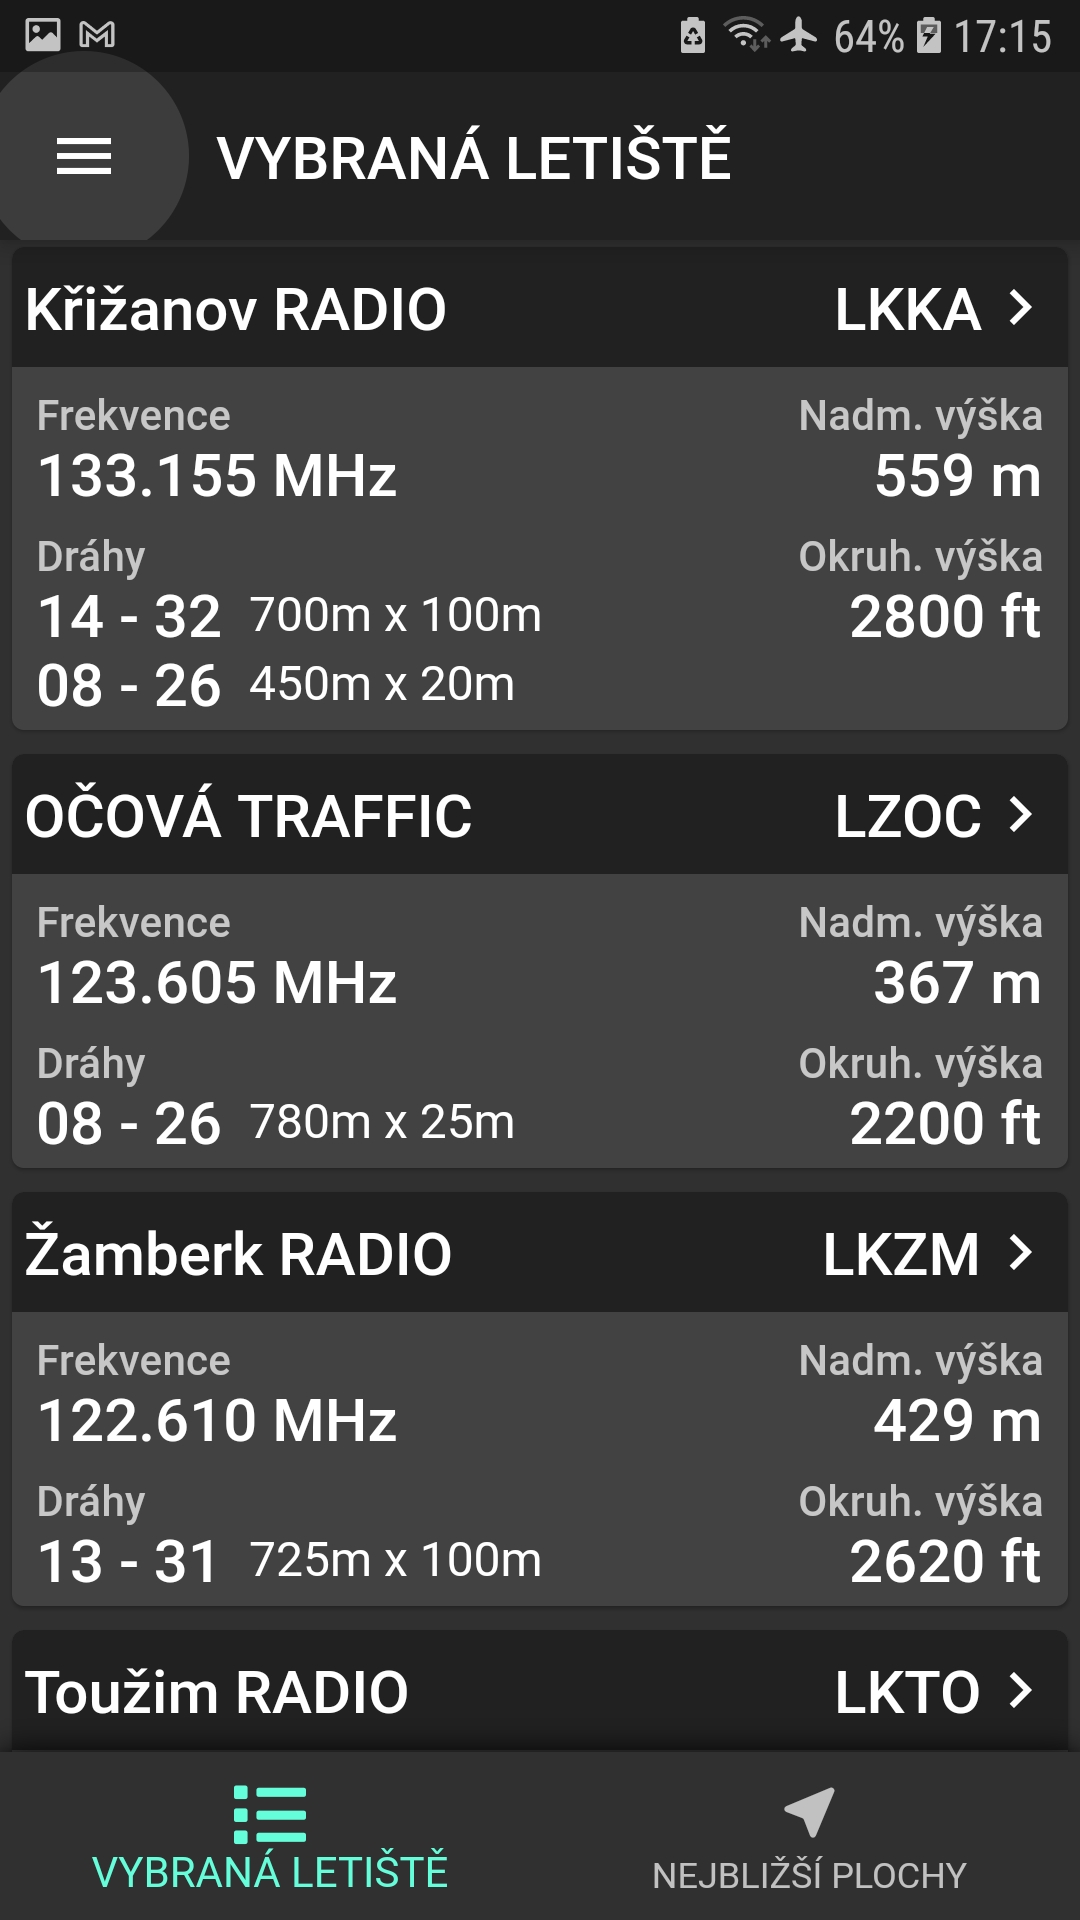 64% 17:15
VYBRANÁ LETIŠTĚ
Křižanov RADIO LKKA
Frekvence Nadm. výška
133.155 MHz 559 m
Dráhy Okruh. výška
14 - 32 700m x 100m 2800 ft
08 - 26 450m x 20m
OČOVÁ TRAFFIC LZOC
Frekvence Nadm. výška
123.605 MHz 367 m
Dráhy Okruh. výška
08 - 26 780m x 25m 2200 ft
Žamberk RADIO LKZM
Frekvence Nadm. výška
122.610 MHz 429 m
Dráhy Okruh. výška
13 - 31 725m x 100m 2620 ft
Toužim RADIO LKTO
VYBRANÁ LETIŠTĚ NEJBLIŽŠÍ PLOCHY